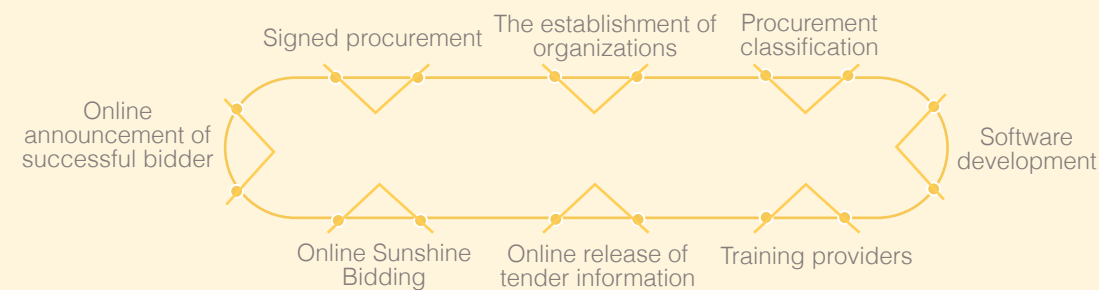 Signed procurement
The establishment of
organizations
Procurement
classification
Online
announcement of
successful bidder
Software
development
Online Sunshine
Bidding
Online release of
tender information
Training providers